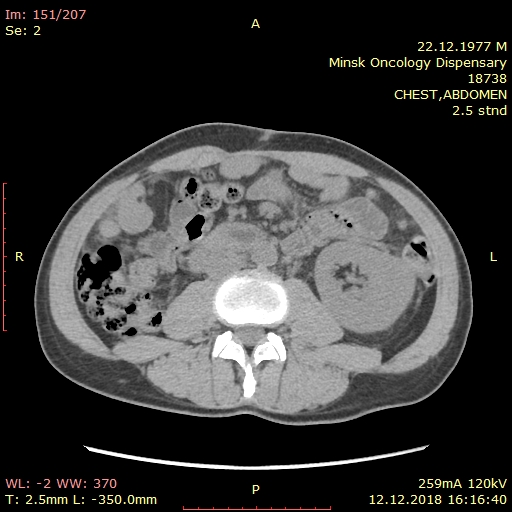 Im: 151/207
Se: 2
A
22.12.1977 M
Minsk Oncology Dispensary
18738
CHEST,ABDOMEN
2.5 stnd
R
L
WL: -2 WW: 370
T: 2.5mm L: -350.0mm
P
259mA 120kV
12.12.2018 16:16:40